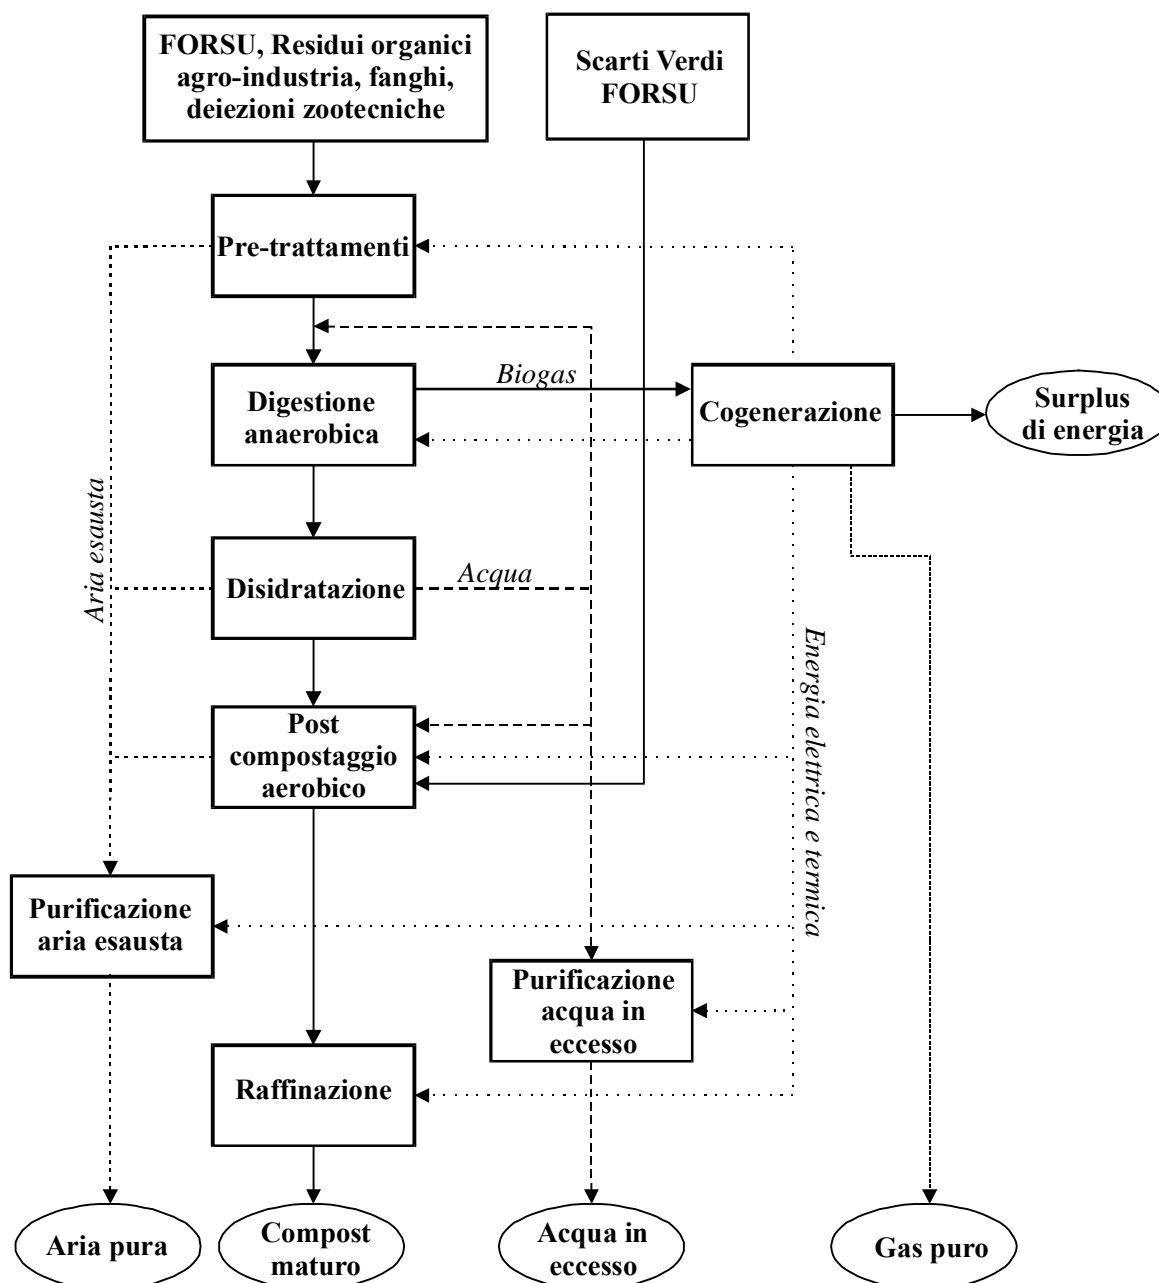 FORSU, Residui organici
agro-industria, fanghi,
deiezioni zootecniche
Scarti Verdi
FORSU
Pre-trattamenti
Biogas
Digestione
anaerobica
Cogenerazione
Surplus
di energia
Aria esausta
Disidratazione
Acqua
Energia elettrica e termica
Post
compostaggio
aerobico
Purificazione
aria esausta
Purificazione
acqua in
eccesso
Raffinazione
Aria pura
Compost
maturo
Acqua in
eccesso
Gas puro